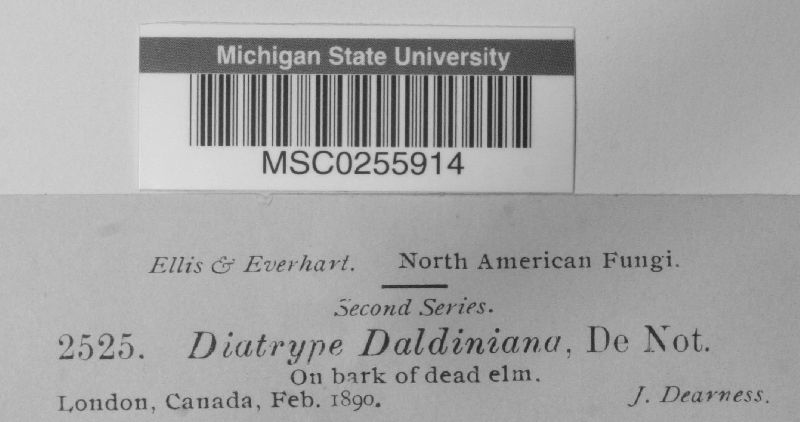 Michigan State University
MSC0255914
Ellis & Everhart. North American Fungi.
Second Series.
2525. Diatrype Daldiniana, De Not.
On bark of dead elm.
London, Canada, Feb. 1890. J. Dearness.